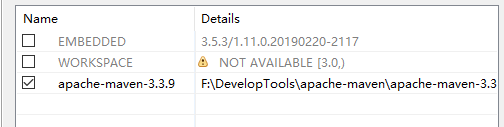 Name Details
EMBEDDED 3.5.3/1.11.0.20190220-2117
WORKSPACE NOT AVAILABLE [3.0,)
apache-maven-3.3.9 F:\DevelopTools\apache-maven\apache-maven-3.3